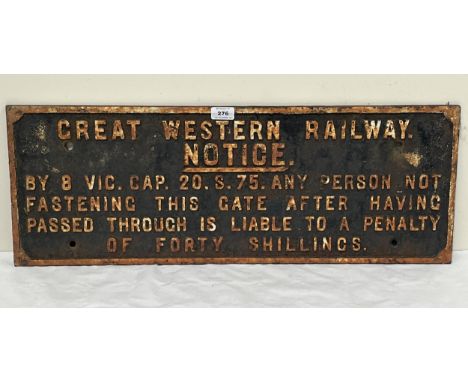 276
GREAT WESTERN RAILWAY.
NOTICE.
BY 8 VIC. CAP. 20. S. 75. ANY PERSON NOT
FASTENING THIS GATE AFTER HAVING
PASSED THROUGH IS LIABLE TO A PENALTY
OF FORTY SHILLINGS.